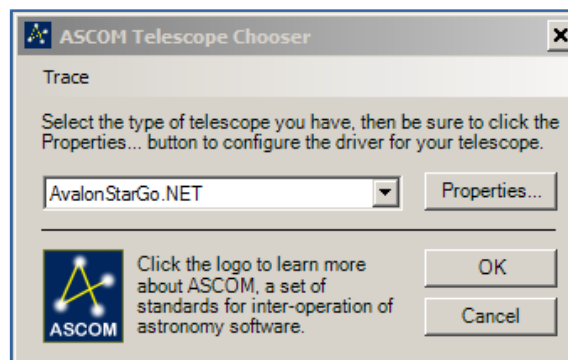 ASCOM Telescope Chooser
Trace
Select the type of telescope you have, then be sure to click the
Properties... button to configure the driver for your telescope.
AvalonStarGo.NET
Properties...
Click the logo to learn more
about ASCOM, a set of
standards for inter-operation of
astronomy software.
ASCOM
OK
Cancel